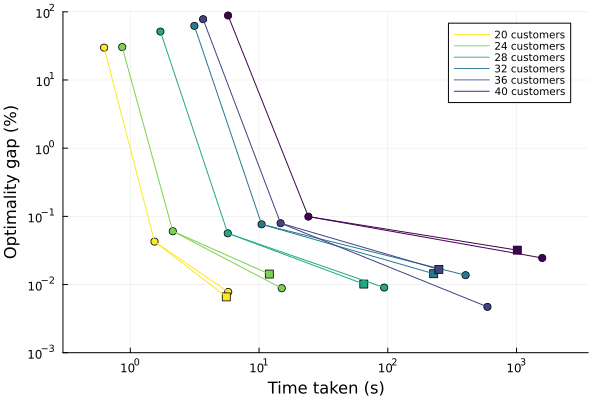 10²
10¹
10⁰
10⁻¹
10⁻²
10⁻³
Optimality gap (%)
20 customers
24 customers
28 customers
32 customers
36 customers
40 customers
10⁰ 10¹ 10² 10³
Time taken (s)